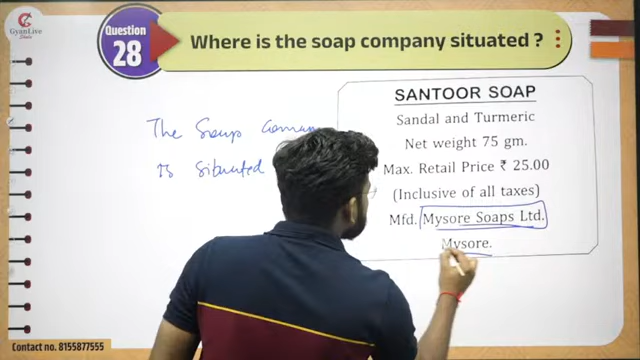 GyanLive
Question
28
Where is the soap company situated ?
SANTOOR SOAP
Sandal and Turmeric
Net weight 75 gm.
Max. Retail Price ₹ 25.00
(Inclusive of all taxes)
Mfd. Mysore Soaps Ltd.
Mysore.
The Soap
is Situated
Contact no. 8155877555